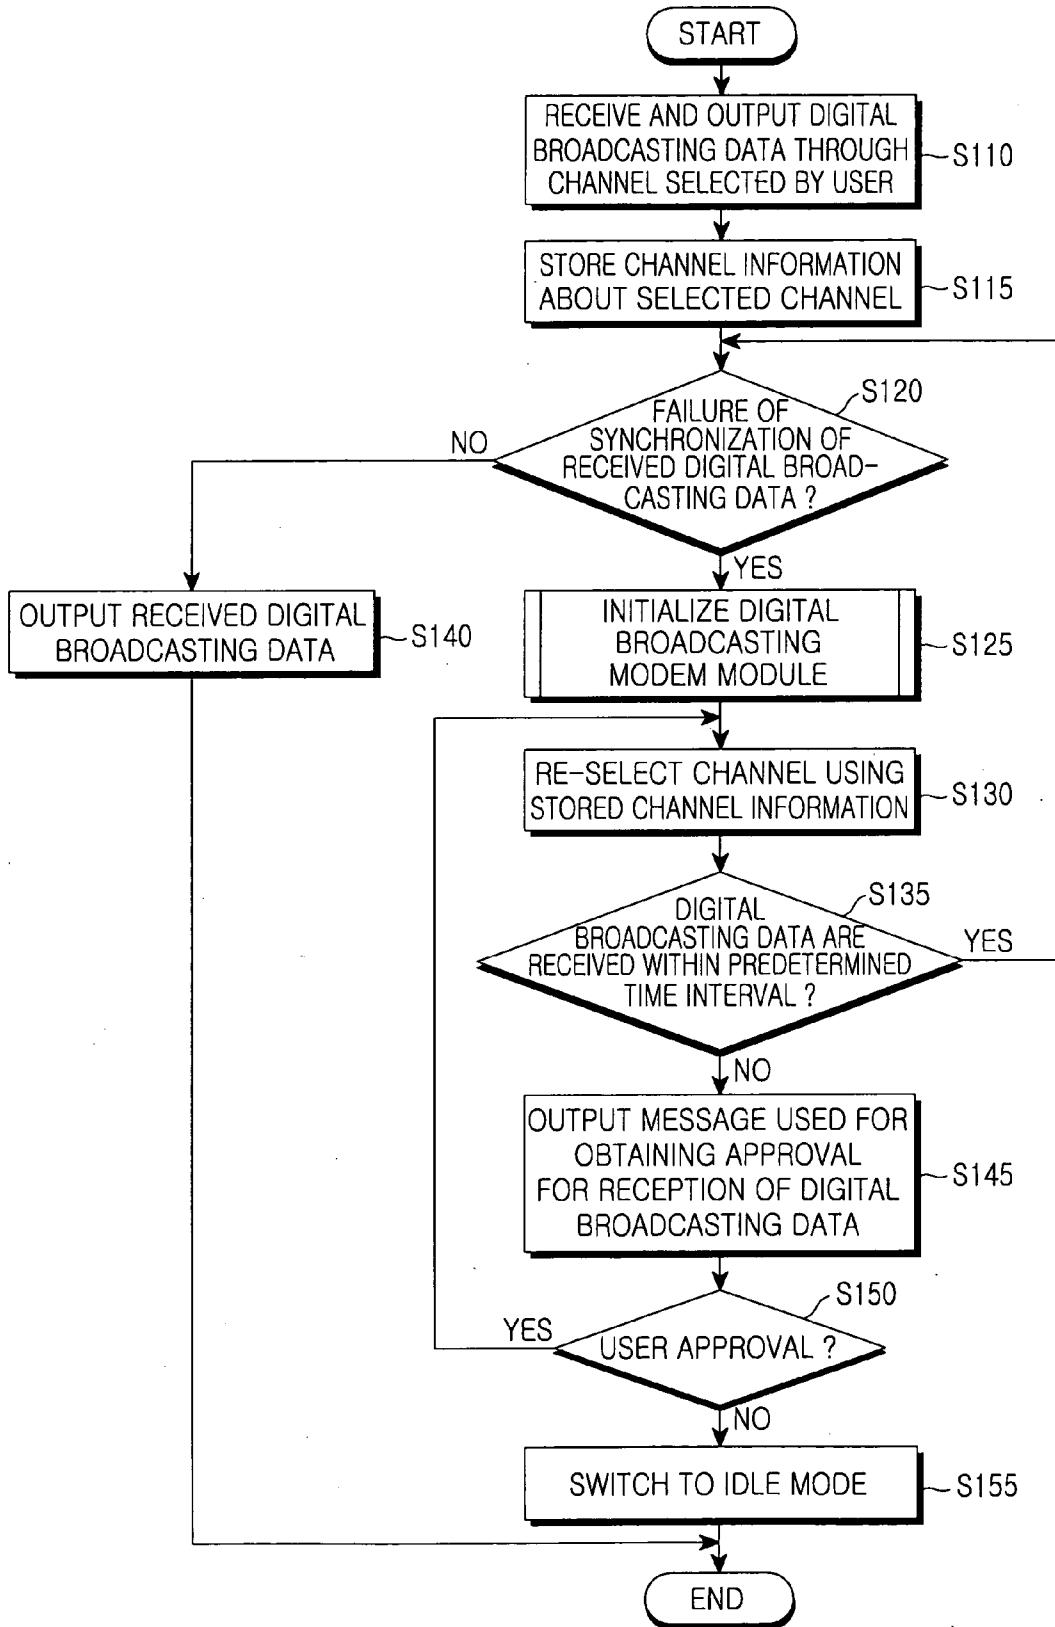 START
RECEIVE AND OUTPUT DIGITAL
BROADCASTING DATA THROUGH
CHANNEL SELECTED BY USER
S110
STORE CHANNEL INFORMATION
ABOUT SELECTED CHANNEL
S115
S120
FAILURE OF
SYNCHRONIZATION OF
RECEIVED DIGITAL BROAD-
CASTING DATA ?
NO
YES
OUTPUT RECEIVED DIGITAL
BROADCASTING DATA
S140
INITIALIZE DIGITAL
BROADCASTING
MODEM MODULE
S125
RE-SELECT CHANNEL USING
STORED CHANNEL INFORMATION
S130
S135
DIGITAL
BROADCASTING DATA ARE
RECEIVED WITHIN PREDETERMINED
TIME INTERVAL ?
YES
NO
OUTPUT MESSAGE USED FOR
OBTAINING APPROVAL
FOR RECEPTION OF DIGITAL
BROADCASTING DATA
S145
S150
YES
USER APPROVAL ?
NO
SWITCH TO IDLE MODE
S155
END